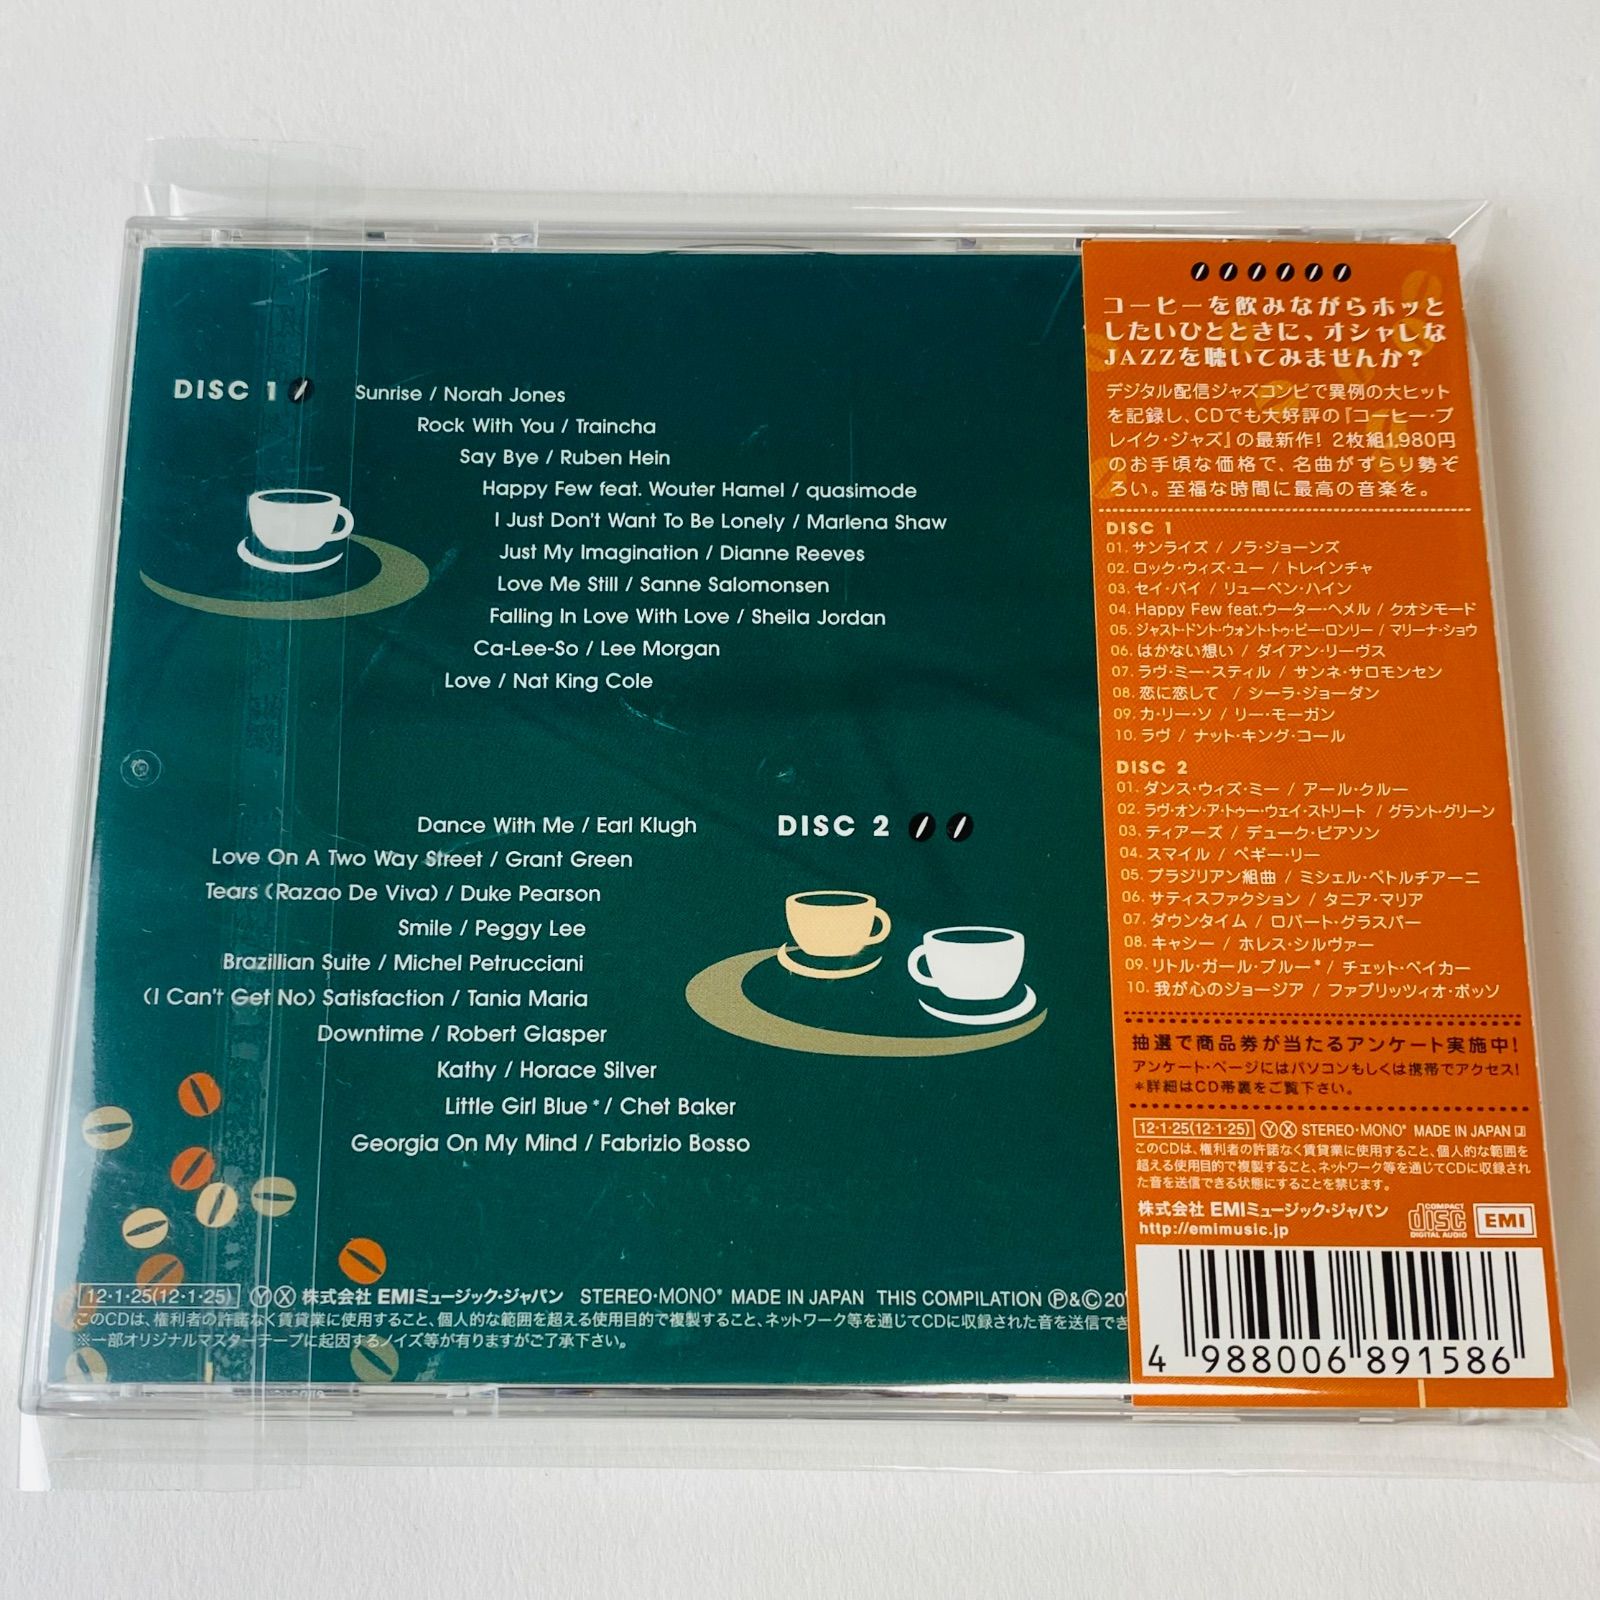 DISC 1
Sunrise / Norah Jones
Rock With You / Traincha
Say Bye / Ruben Hein
Happy Few feat. Wouter Hamel / quasimode
I Just Don't Want To Be Lonely / Marlena Shaw
Just My Imagination / Dianne Reeves
Love Me Still / Sanne Salomonsen
Falling In Love With Love / Sheila Jordan
Ca-Lee-So / Lee Morgan
Love / Nat King Cole
DISC 2
Dance With Me / Earl Klugh
Love On A Two Way Street / Grant Green
Tears (Razao De Viva) / Duke Pearson
Smile / Peggy Lee
Brazillian Suite / Michel Petrucciani
(I Can't Get No) Satisfaction / Tania Maria
Downtime / Robert Glasper
Kathy / Horace Silver
Little Girl Blue * / Chet Baker
Georgia On My Mind / Fabrizio Bosso
12・1・25(12・1・25) Ⓨ Ⓧ 株式会社 EMIミュージック・ジャパン STEREO・MONO* MADE IN JAPAN THIS COMPILATION Ⓟ&Ⓒ20
このCDは、権利者の許諾なく賃貸業に使用すること、個人的な範囲を超える使用目的で複製すること、ネットワーク等を通じてCDに収録された音を送信でき
※一部オリジナルマスターテープに起因するノイズ等が有りますがご了承下さい。
コーヒーを飲みながらホッと
したいひとときに、オシャレな
JAZZを聴いてみませんか?
デジタル配信ジャズコンピで異例の大ヒット
を記録し、CDでも大好評の『コーヒー・ブ
レイク・ジャズ』の最新作! 2枚組1,980円
のお手頃な価格で、名曲がずらり勢ぞ
ろい。至福な時間に最高の音楽を。
DISC 1
01. サンライズ / ノラ・ジョーンズ
02. ロック・ウィズ・ユー / トレインチャ
03. セイ・バイ / リューベン・ハイン
04. Happy Few feat.ウーター・ヘメル / クオシモード
05. ジャスト・ドント・ウォント・トゥ・ビー・ロンリー / マリーナ・ショウ
06. はかない想い / ダイアン・リーヴス
07. ラヴ・ミー・スティル / サンネ・サロモンセン
08. 恋に恋して / シーラ・ジョーダン
09. カ・リー・ソ / リー・モーガン
10. ラヴ / ナット・キング・コール
DISC 2
01. ダンス・ウィズ・ミー / アール・クルー
02. ラヴ・オン・ア・トゥー・ウェイ・ストリート / グラント・グリーン
03. ティアーズ / デューク・ピアソン
04. スマイル / ペギー・リー
05. ブラジリアン組曲 / ミシェル・ペトルチアーニ
06. サティスファクション / タニア・マリア
07. ダウンタイム / ロバート・グラスパー
08. キャシー / ホレス・シルヴァー
09. リトル・ガール・ブルー* / チェット・ベイカー
10. 我が心のジョージア / ファブリッツィオ・ボッソ
抽選で商品券が当たるアンケート実施中!
アンケート・ページにはパソコンもしくは携帯でアクセス!
*詳細はCD帯裏をご覧下さい。
12・1・25(12・1・25) Ⓨ Ⓧ STEREO・MONO* MADE IN JAPAN J
このCDは、権利者の許諾なく賃貸業に使用すること、個人的な範囲を
超える使用目的で複製すること、ネットワーク等を通じてCDに収録され
た音を送信できる状態にすることを禁じます。
株式会社 EMIミュージック・ジャパン
http://emimusic.jp
COMPACT disc DIGITAL AUDIO
EMI
4 988006 891586